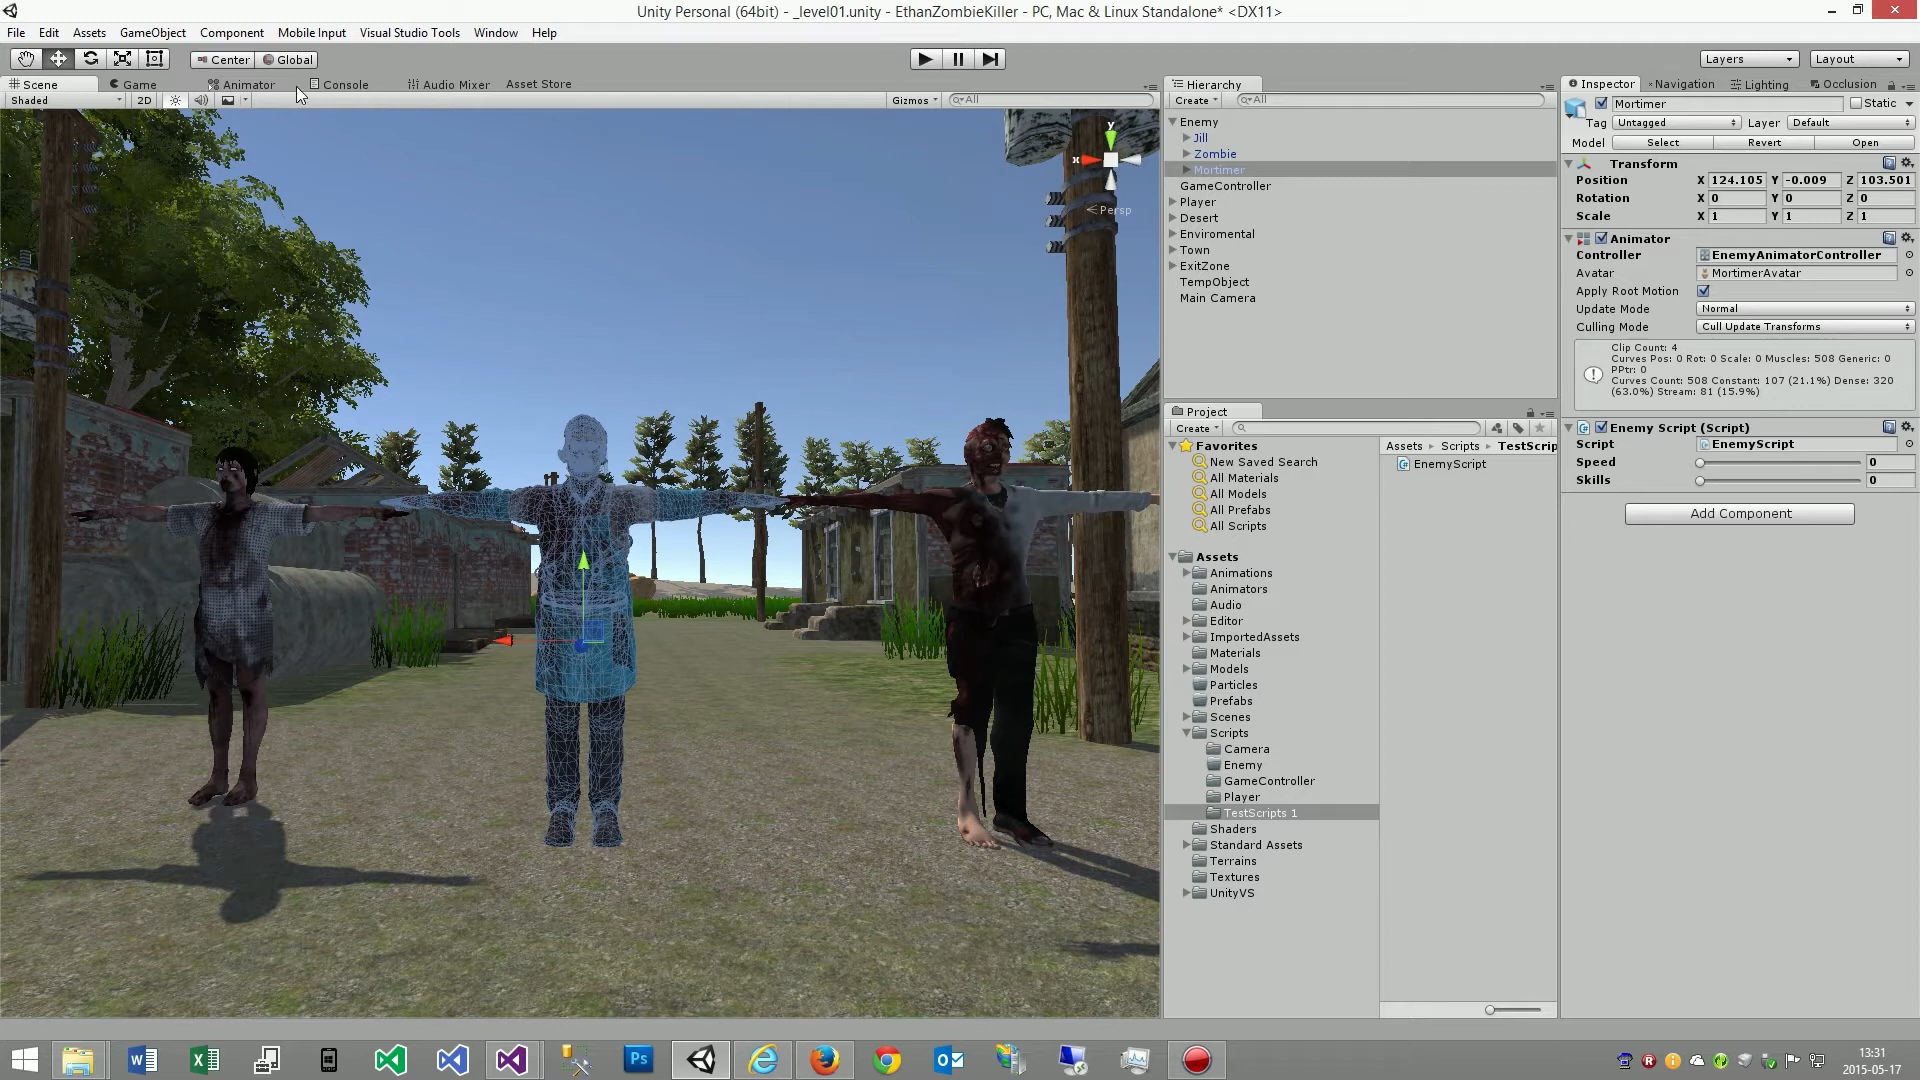 Unity Personal (64bit) - _level01.unity - EthanZombieKiller - PC, Mac & Linux Standalone* <DX11>
File Edit Assets GameObject Component Mobile Input Visual Studio Tools Window Help
Center Global
Layers Layout
Scene Game Animator Console Audio Mixer Asset Store
Shaded 2D Gizmos All
y
x
Persp
Hierarchy
Create All
Enemy
Jill
Zombie
Mortimer
GameController
Player
Desert
Enviromental
Town
ExitZone
TempObject
Main Camera
Project
Create
Favorites
New Saved Search
All Materials
All Models
All Prefabs
All Scripts
Assets
Animations
Animators
Audio
Editor
ImportedAssets
Materials
Models
Particles
Prefabs
Scenes
Scripts
Camera
Enemy
GameController
Player
TestScripts 1
Shaders
Standard Assets
Terrains
Textures
UnityVS
Assets Scripts TestScrip
EnemyScript
Inspector Navigation Lighting Occlusion
Mortimer Static
Tag Untagged Layer Default
Model Select Revert Open
Transform
Position X 124.105 Y -0.009 Z 103.501
Rotation X 0 Y 0 Z 0
Scale X 1 Y 1 Z 1
Animator
Controller EnemyAnimatorController
Avatar MortimerAvatar
Apply Root Motion
Update Mode Normal
Culling Mode Cull Update Transforms
Clip Count: 4
Curves Pos: 0 Rot: 0 Scale: 0 Muscles: 508 Generic: 0
PPtr: 0
Curves Count: 508 Constant: 107 (21.1%) Dense: 320
(63.0%) Stream: 81 (15.9%)
Enemy Script (Script)
Script EnemyScript
Speed 0
Skills 0
Add Component
Ps
13:31
2015-05-17